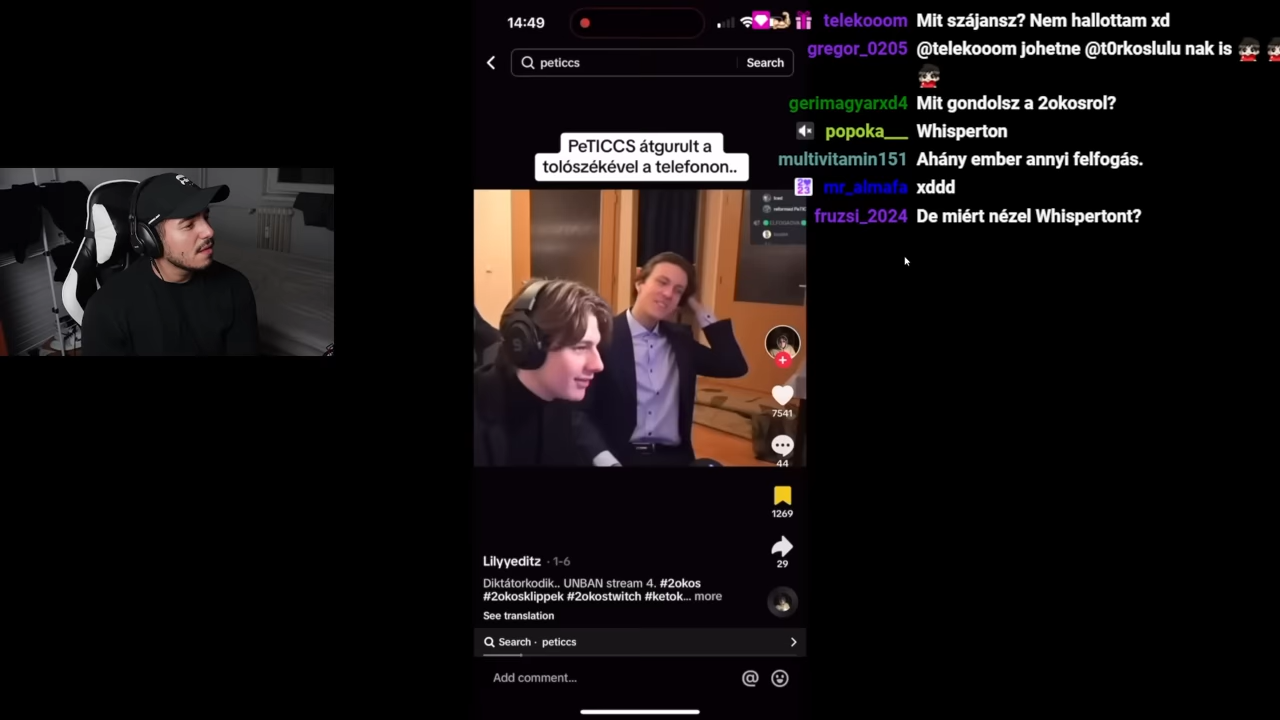 14:49
peticcs
Search
PeTICCS átgurult a
tolószékével a telefonon..
7541
44
1269
29
Lilyyeditz · 1-6
Diktátorkodik.. UNBAN stream 4. #2okos
#2okosklippek #2okostwitch #ketok... more
See translation
Search · peticcs
Add comment...
telekooom Mit szájansz? Nem hallottam xd
gregor_0205 @telekooom johetne @t0rkoslulu nak is
gerimagyarxd4 Mit gondolsz a 2okosrol?
popoka___ Whisperton
multivitamin151 Ahány ember annyi felfogás.
mr_almafa xddd
fruzsi_2024 De miért nézel Whispertont?